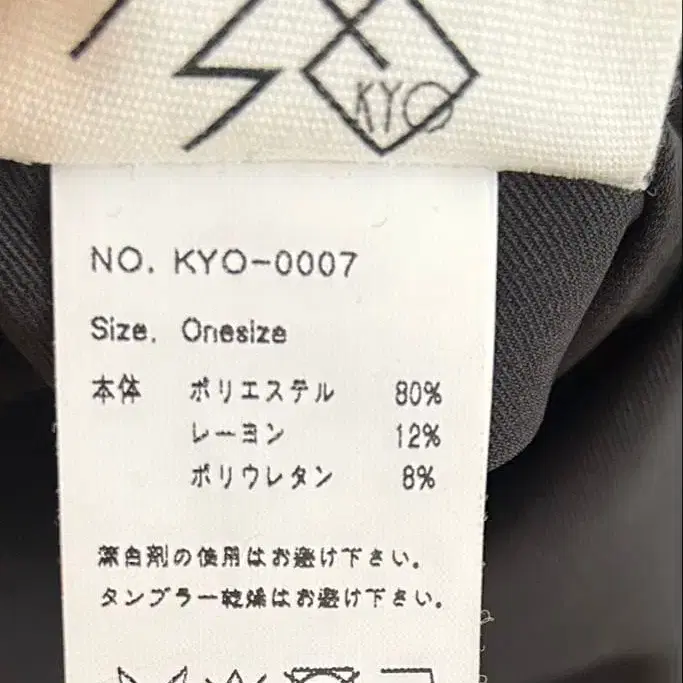 KYO
NO. KYO-0007
Size. Onesize
本体 ポリエステル 80%
レーヨン 12%
ポリウレタン 8%
漂白剤の使用はお避け下さい。
タンブラー乾燥はお避け下さい。